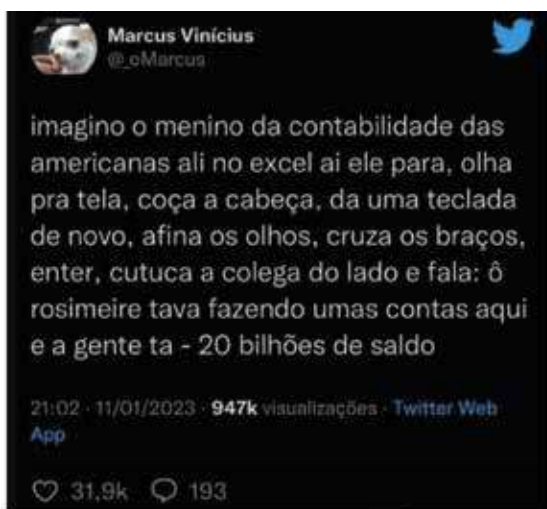 Marcus Vinícius
@_oMarcus
imagino o menino da contabilidade das
americanas ali no excel ai ele para, olha
pra tela, coça a cabeça, da uma teclada
de novo, afina os olhos, cruza os braços,
enter, cutuca a colega do lado e fala: ô
rosimeire tava fazendo umas contas aqui
e a gente ta - 20 bilhões de saldo
21:02 · 11/01/2023 · 947k visualizações · Twitter Web
App
31,9k 193